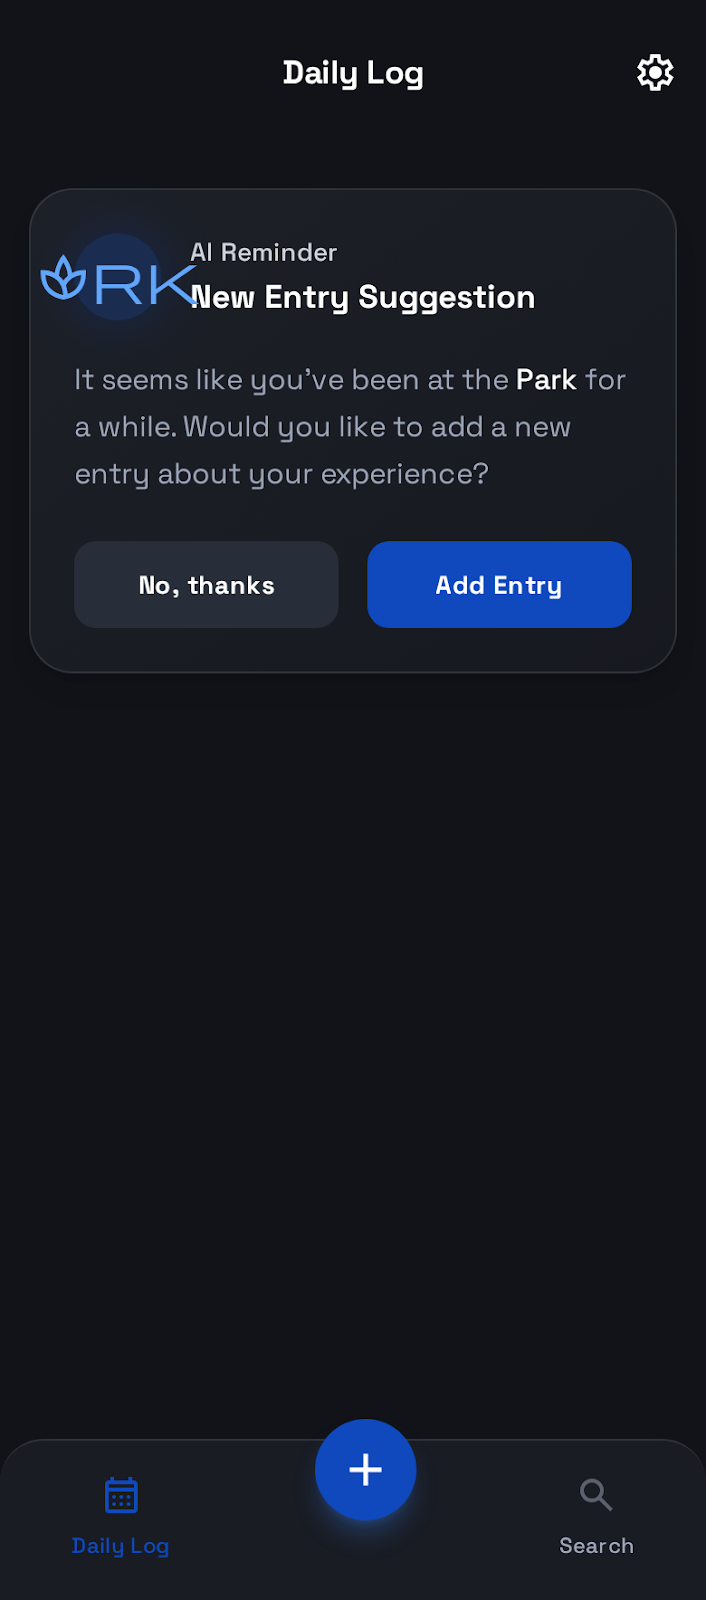 Daily Log
RK
AI Reminder
New Entry Suggestion
It seems like you've been at the Park for
a while. Would you like to add a new
entry about your experience?
No, thanks
Add Entry
Daily Log
Search